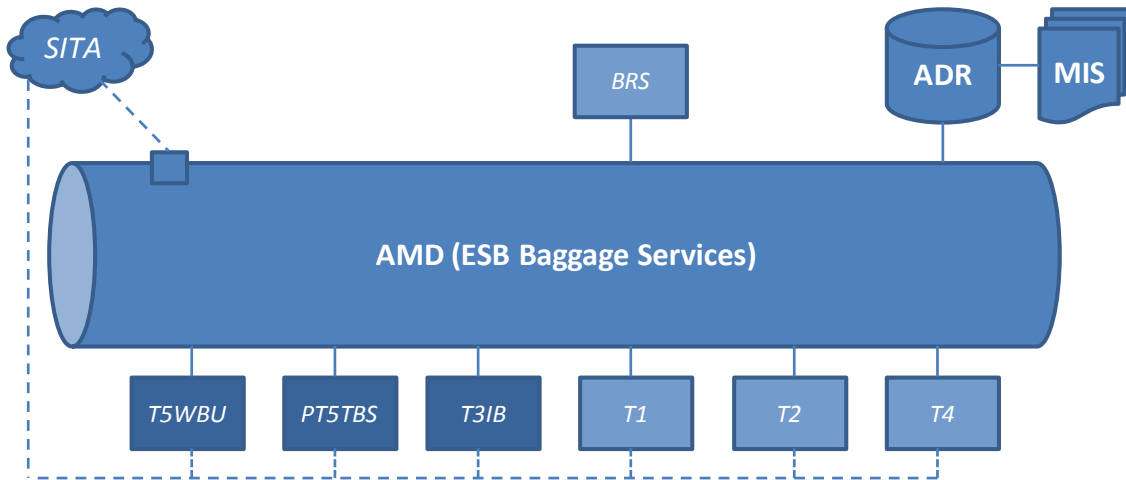 SITA
BRS
ADR
MIS
AMD (ESB Baggage Services)
T5WBU
PT5TBS
T3IB
T1
T2
T4